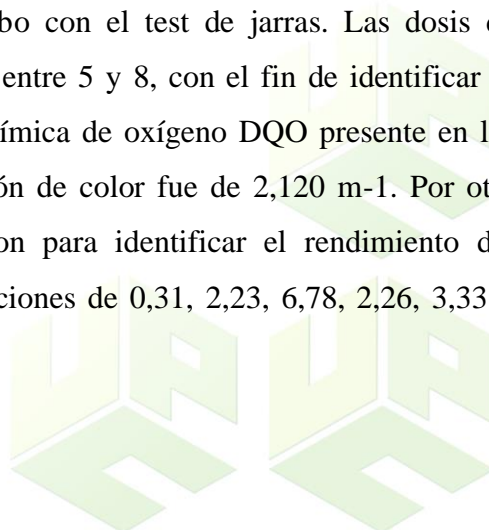 bo con el test de jarras. Las dosis
entre 5 y 8, con el fin de identificar
ímica de oxígeno DQO presente en l
ón de color fue de 2,120 m-1. Por ot
on para identificar el rendimiento d
ciones de 0,31, 2,23, 6,78, 2,26, 3,33